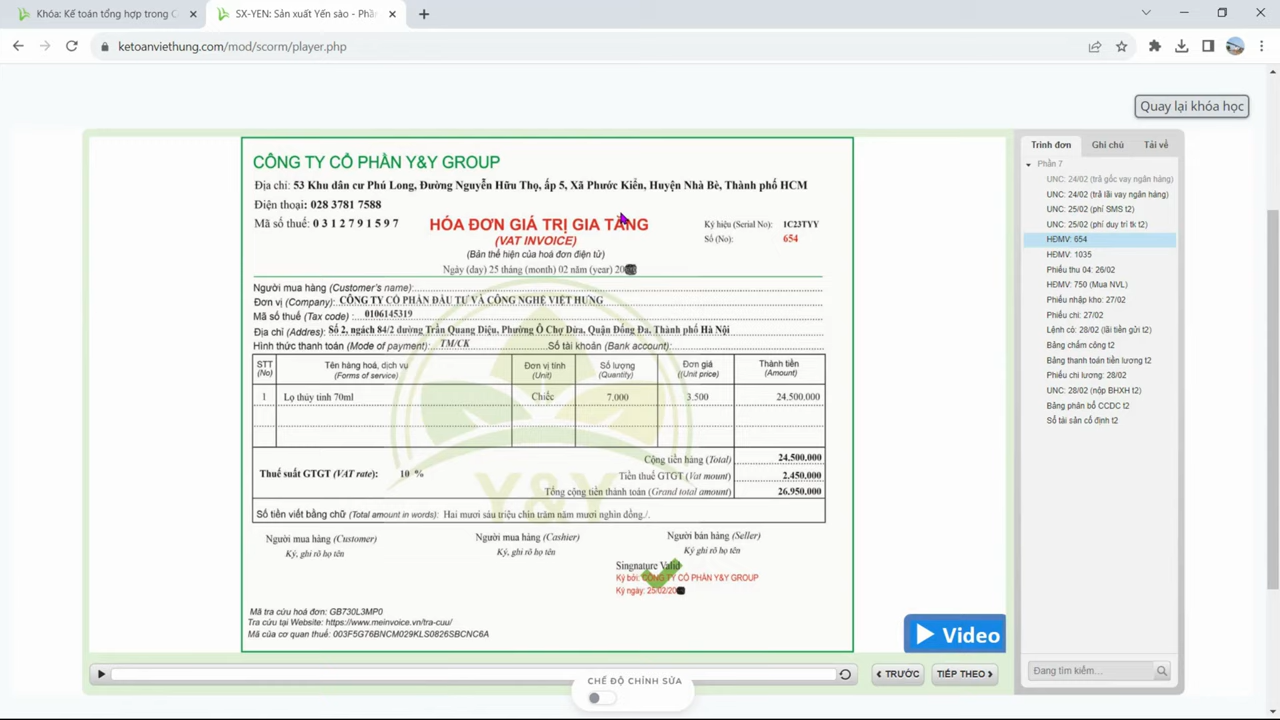 Khóa: Kế toán tổng hợp trong C
SX-YEN: Sản xuất Yến sào - Phầ
ketoanviethung.com/mod/scorm/player.php
Quay lại khóa học
CÔNG TY CỔ PHẦN Y&Y GROUP
Địa chỉ: 53 Khu dân cư Phú Long, Đường Nguyễn Hữu Thọ, ấp 5, Xã Phước Kiển, Huyện Nhà Bè, Thành phố HCM
Điện thoại: 028 3781 7588
Mã số thuế: 0 3 1 2 7 9 1 5 9 7
HÓA ĐƠN GIÁ TRỊ GIA TĂNG
(VAT INVOICE)
(Bản thể hiện của hoá đơn điện tử)
Ngày (day) 25 tháng (month) 02 năm (year) 20
Ký hiệu (Serial No): 1C23TYY
Số (No): 654
Người mua hàng (Customer's name):
Đơn vị (Company): CÔNG TY CỔ PHẦN ĐẦU TƯ VÀ CÔNG NGHỆ VIỆT HƯNG
Mã số thuế (Tax code) : 0106145319
Địa chỉ (Addres): Số 2, ngách 84/2 đường Trần Quang Diệu, Phường Ô Chợ Dừa, Quận Đống Đa, Thành phố Hà Nội
Hình thức thanh toán (Mode of payment): TM/CK Số tài khoản (Bank account):
STT Tên hàng hoá, dịch vụ Đơn vị tính Số lượng Đơn giá Thành tiền
(No) (Forms of service) (Unit) (Quantity) ((Unit price) (Amount)
1 Lọ thủy tinh 70ml Chiếc 7.000 3.500 24.500.000
Cộng tiền hàng (Total) 24.500.000
Thuế suất GTGT (VAT rate): 10 % Tiền thuế GTGT (Vat mount) 2.450.000
Tổng cộng tiền thành toán (Grand total amount) 26.950.000
Y&Y
Số tiền viết bằng chữ (Total amount in words): Hai mươi sáu triệu chín trăm năm mươi nghìn đồng./.
Người mua hàng (Customer) Người mua hàng (Cashier) Người bán hàng (Seller)
Ký, ghi rõ họ tên Ký, ghi rõ họ tên Ký, ghi rõ họ tên
Singnature Valid
Ký bởi: CÔNG TY CỔ PHẦN Y&Y GROUP
Ký ngày: 25/02/20
Mã tra cứu hoá đơn: GB730L3MP0
Tra cứu tại Website: https://www.meinvoice.vn/tra-cuu/
Mã của cơ quan thuế: 003F5G76BNCM029KLS0826SBCNC6A
Video
TRƯỚC
TIẾP THEO
CHẾ ĐỘ CHỈNH SỬA
Trình đơn Ghi chú Tải về
Phần 7
UNC: 24/02 (trả gốc vay ngân hàng)
UNC: 24/02 (trả lãi vay ngân hàng)
UNC: 25/02 (phí SMS t2)
UNC: 25/02 (phí duy trì tk t2)
HĐMV: 654
HĐMV: 1035
Phiếu thu 04: 26/02
HĐMV: 750 (Mua NVL)
Phiếu nhập kho: 27/02
Phiếu chi: 27/02
Lệnh có: 28/02 (lãi tiền gửi t2)
Bảng chấm công t2
Bảng thanh toán tiền lương t2
Phiếu chi lương: 28/02
UNC: 28/02 (nộp BHXH t2)
Bảng phân bổ CCDC t2
Sổ tài sản cố định t2
Đang tìm kiếm...